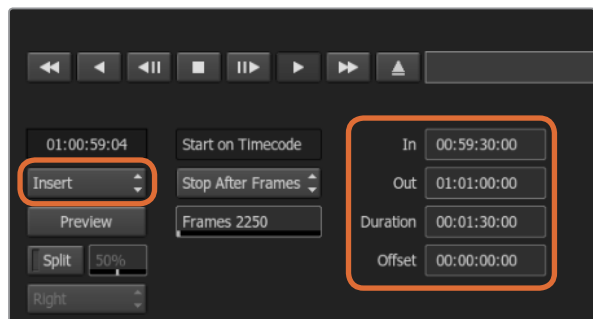 01:00:59:04 Start on Timecode In 00:59:30:00
Insert Stop After Frames Out 01:01:00:00
Preview Frames 2250 Duration 00:01:30:00
Split 50% Offset 00:00:00:00
Right